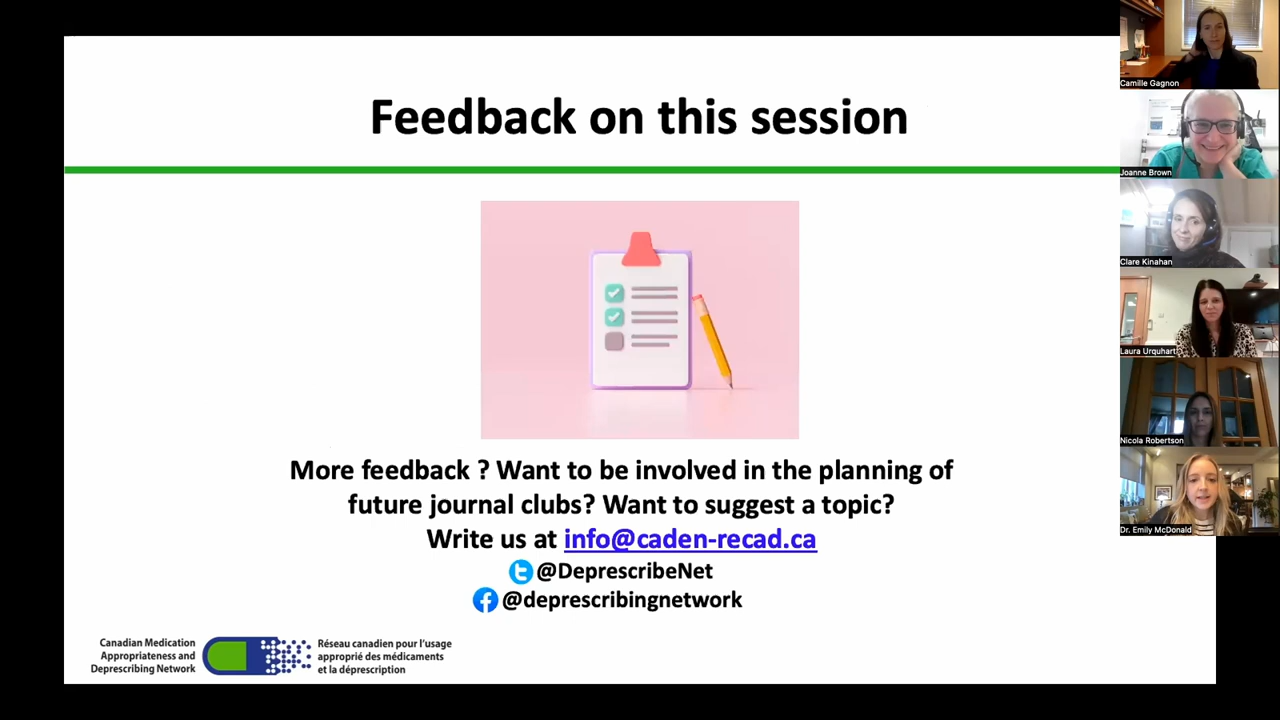 Feedback on this session
More feedback ? Want to be involved in the planning of
future journal clubs? Want to suggest a topic?
Write us at info@caden-recad.ca
@DeprescribeNet
@deprescribingnetwork
Canadian Medication
Appropriateness and
Deprescribing Network
Réseau canadien pour l'usage
approprié des médicaments
et la déprescription
Camille Gagnon
Joanne Brown
Clare Kinahan
Laura Urquhart
Nicola Robertson
Dr. Emily McDonald